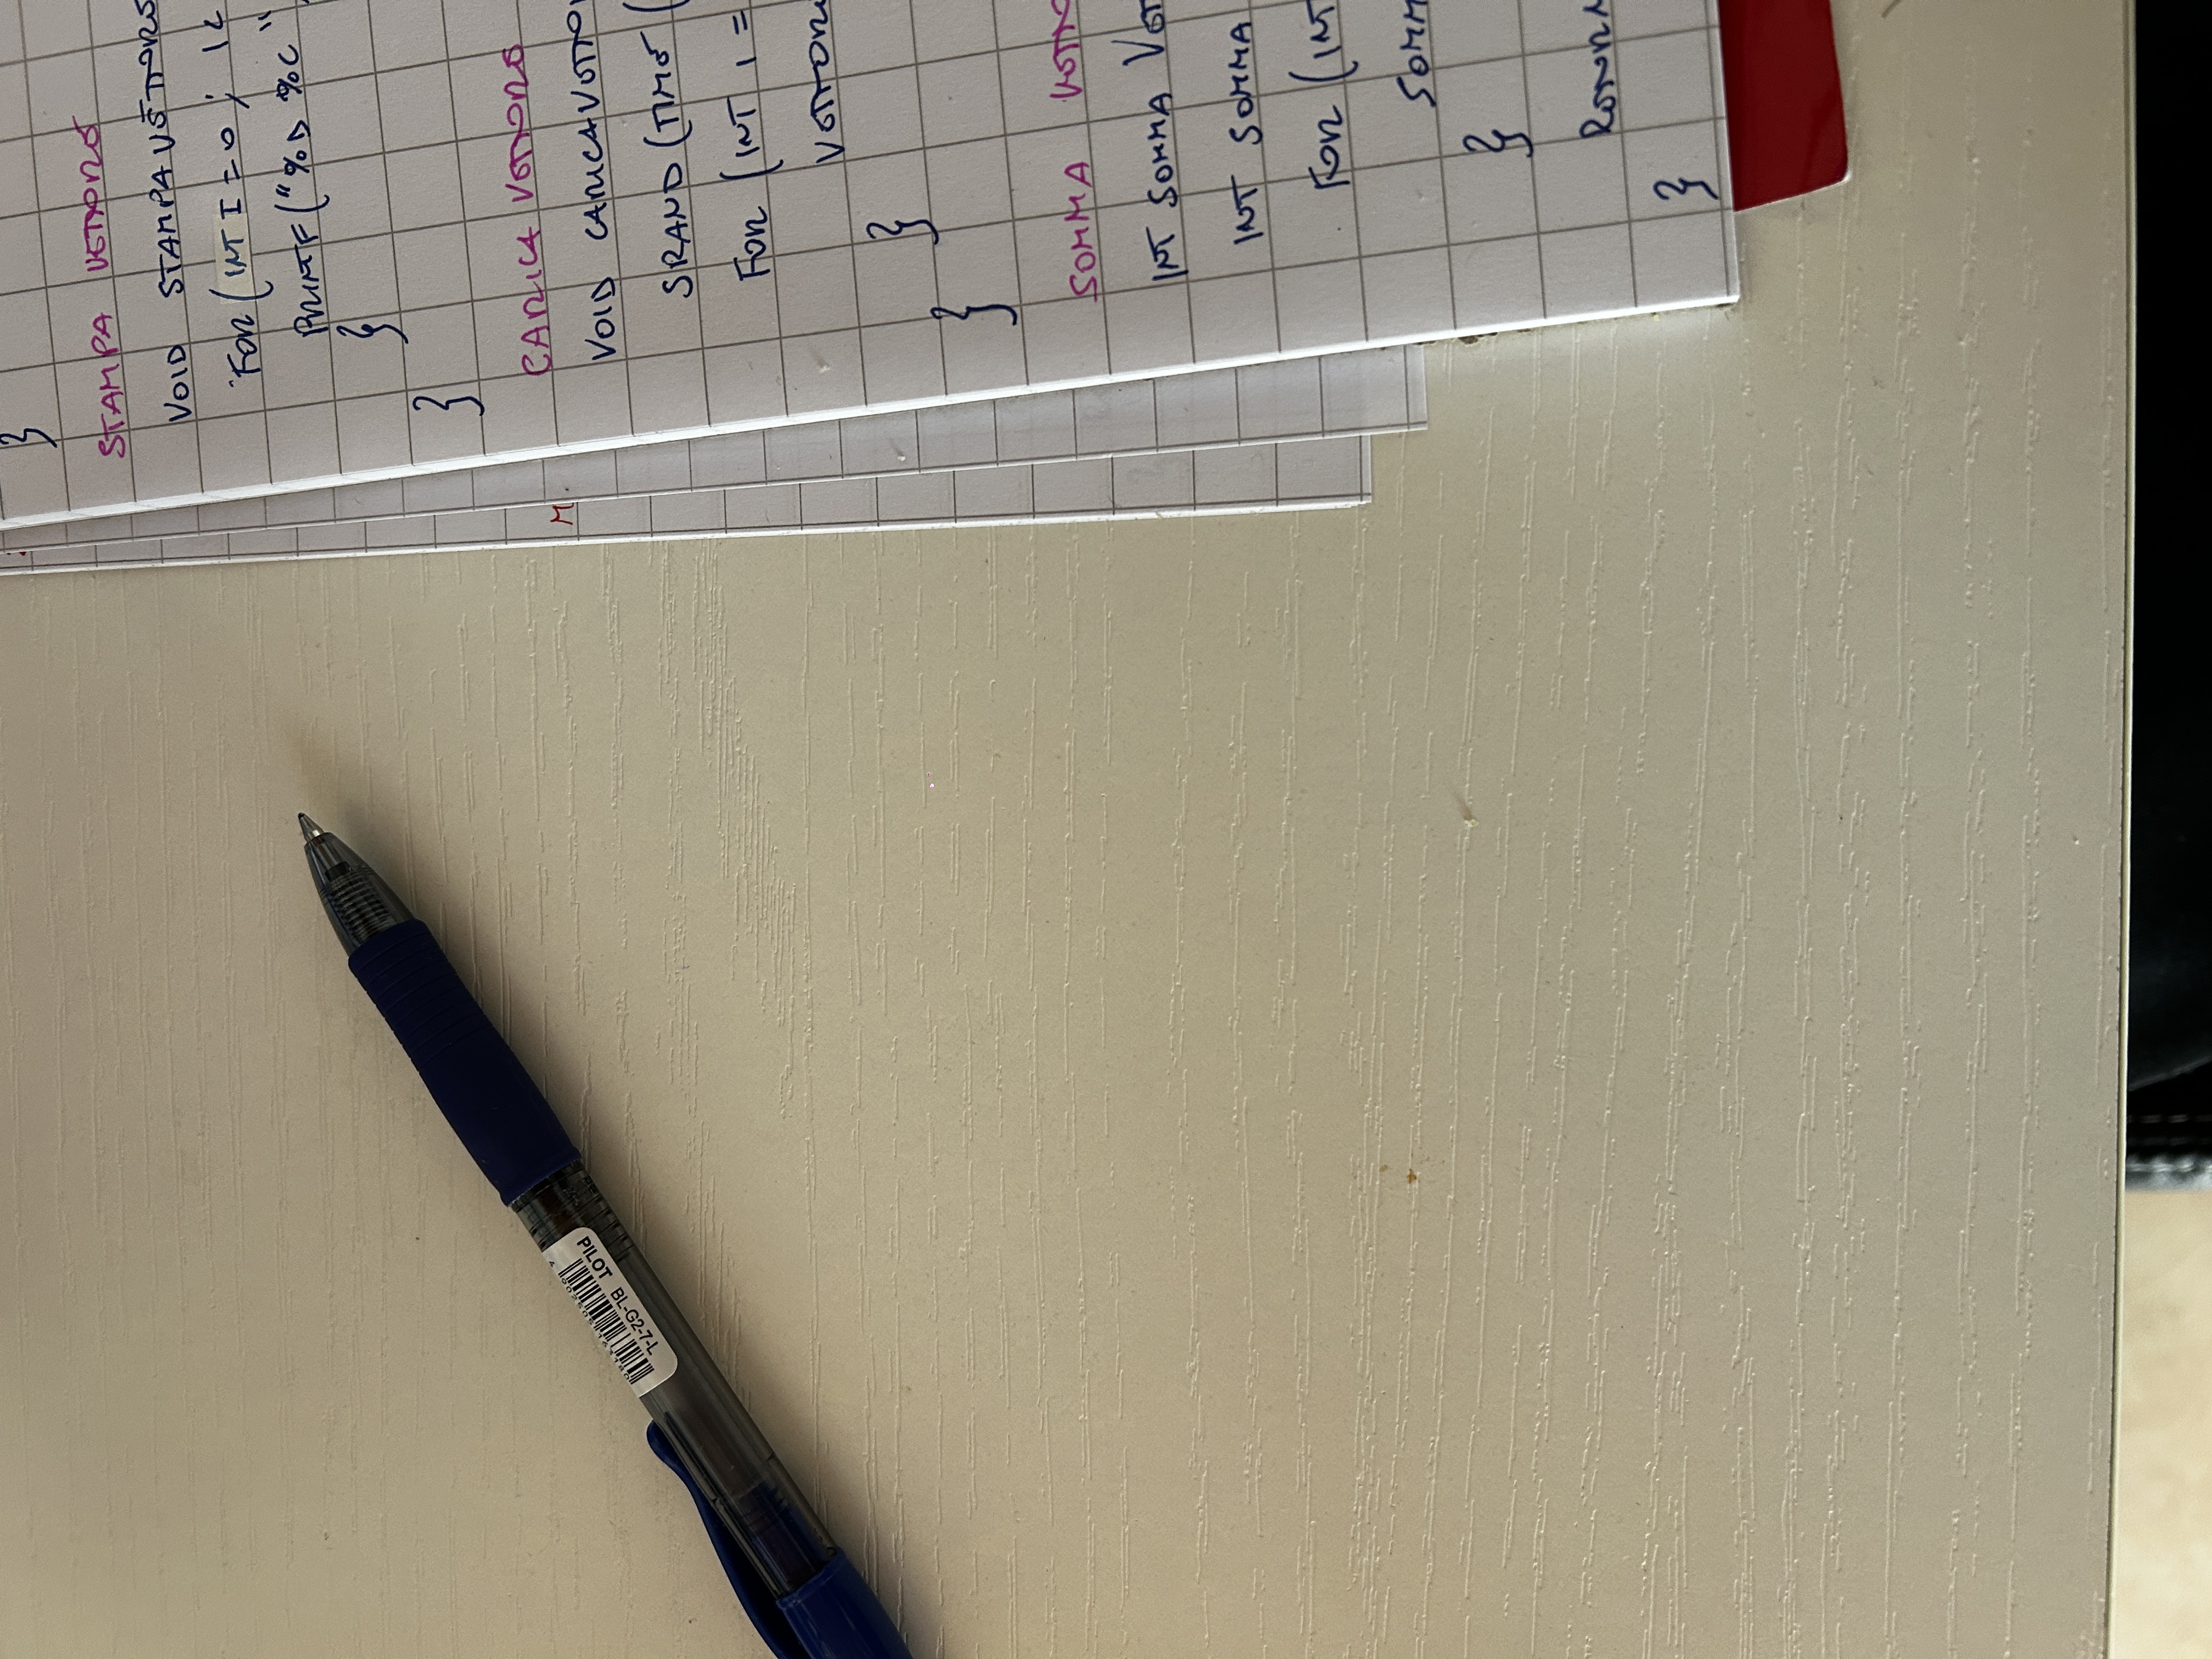 }
STAMPA VETTORE
VOID STAMPAVETTORE
FOR (INT I = 0 ; I <
PRINTF ("%D %C"
}
}
CARICA VETTORE
VOID CARICAVETTO
SRAND (TIME (
FOR (INT I =
VETTOR
}
}
SOMMA VETTO
INT SOMMA VET
INT SOMMA
FOR (INT
SOMM
}
RETURN
}
M
PILOT BL-G2-7-L